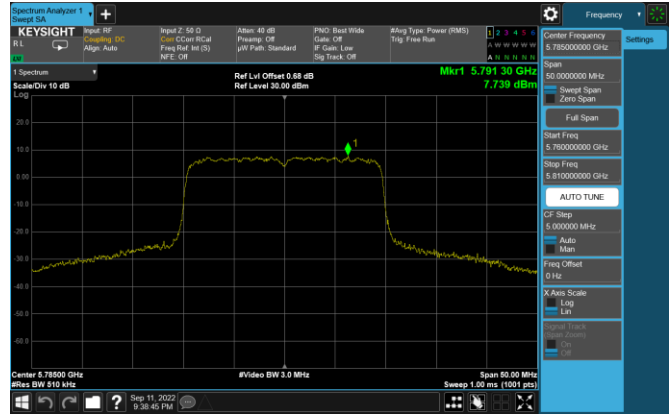 Spectrum Analyzer 1
Swept SA
Frequency
KEYSIGHT
R L
Input: RF
Coupling: DC
Align: Auto
Input Z: 50 Ω
Corr CCorr RCal
Freq Ref: Int (S)
NFE: Off
Atten: 40 dB
Preamp: Off
µW Path: Standard
PNO: Best Wide
Gate: Off
IF Gain: Low
Sig Track: Off
#Avg Type: Power (RMS)
Trig: Free Run
1 2 3 4 5 6
A W W W W W
A N N N N N
1 Spectrum
Scale/Div 10 dB
Log
Ref Lvl Offset 0.68 dB
Ref Level 30.00 dBm
Mkr1 5.791 30 GHz
7.739 dBm
20.0
10.0
0.00
-10.0
-20.0
-30.0
-40.0
-50.0
-60.0
1
Center 5.78500 GHz
#Res BW 510 kHz
#Video BW 3.0 MHz
Span 50.00 MHz
Sweep 1.00 ms (1001 pts)
Sep 11, 2022
9:38:45 PM
Settings
Center Frequency
5.785000000 GHz
Span
50.0000000 MHz
Swept Span
Zero Span
Full Span
Start Freq
5.760000000 GHz
Stop Freq
5.810000000 GHz
AUTO TUNE
CF Step
5.000000 MHz
Auto
Man
Freq Offset
0 Hz
X Axis Scale
Log
Lin
Signal Track
(Span Zoom)
On
Off